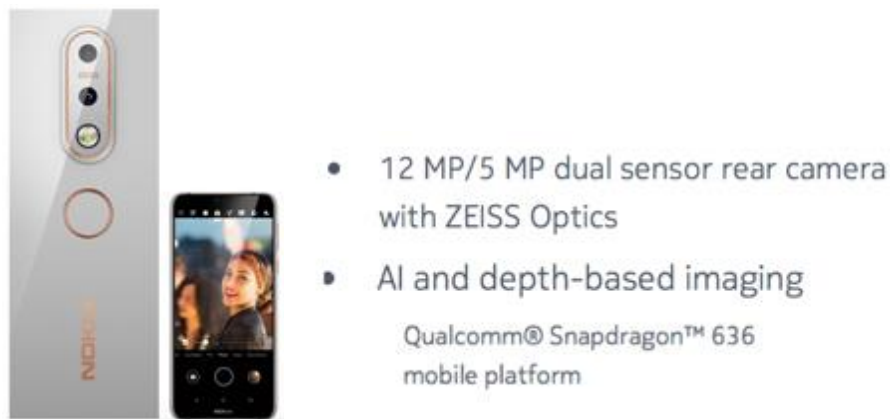 12 MP/5 MP dual sensor rear camera
with ZEISS Optics
AI and depth-based imaging
Qualcomm® Snapdragon™ 636
mobile platform
NOKIA